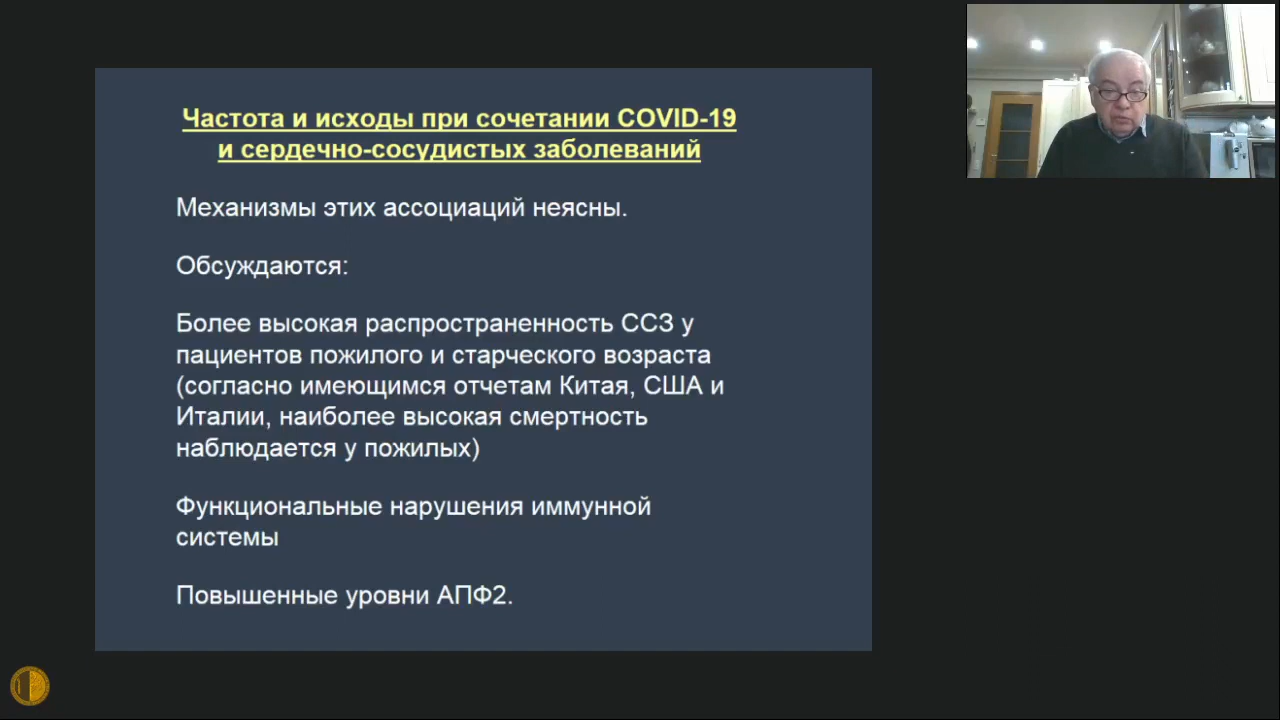 Частота и исходы при сочетании COVID-19
и сердечно-сосудистых заболеваний
Механизмы этих ассоциаций неясны.
Обсуждаются:
Более высокая распространенность ССЗ у
пациентов пожилого и старческого возраста
(согласно имеющимся отчетам Китая, США и
Италии, наиболее высокая смертность
наблюдается у пожилых)
Функциональные нарушения иммунной
системы
Повышенные уровни АПФ2.